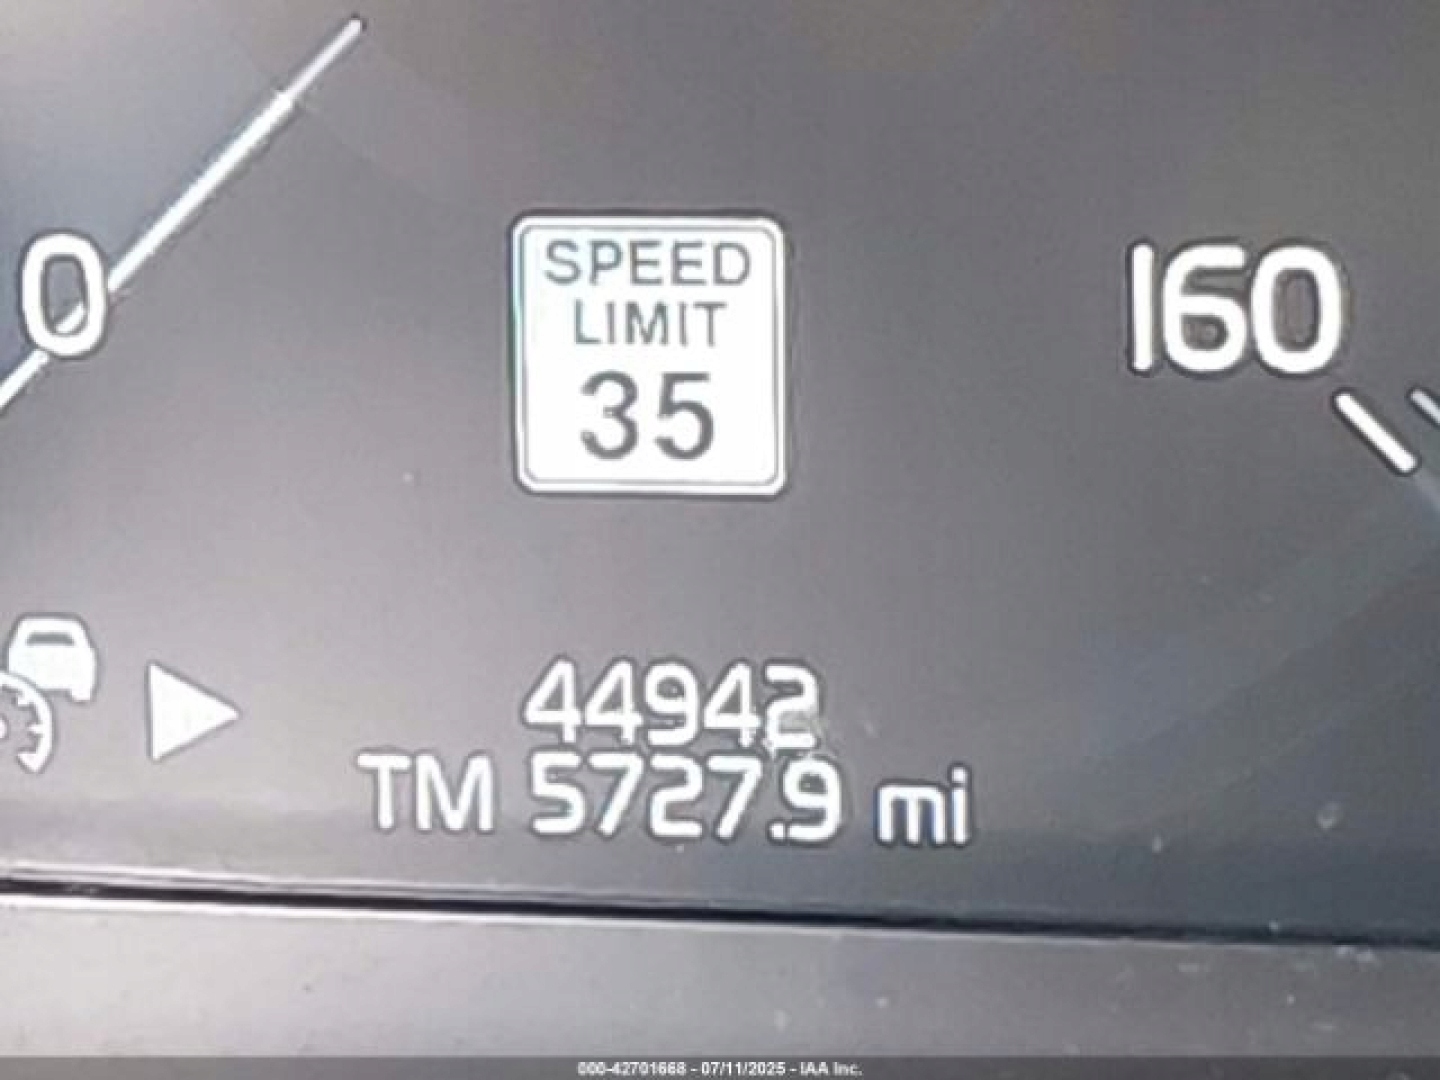 0
160
SPEED
LIMIT
35
44942
TM 5727.9 mi
000-42701668 - 07/11/2025 - IAA Inc.